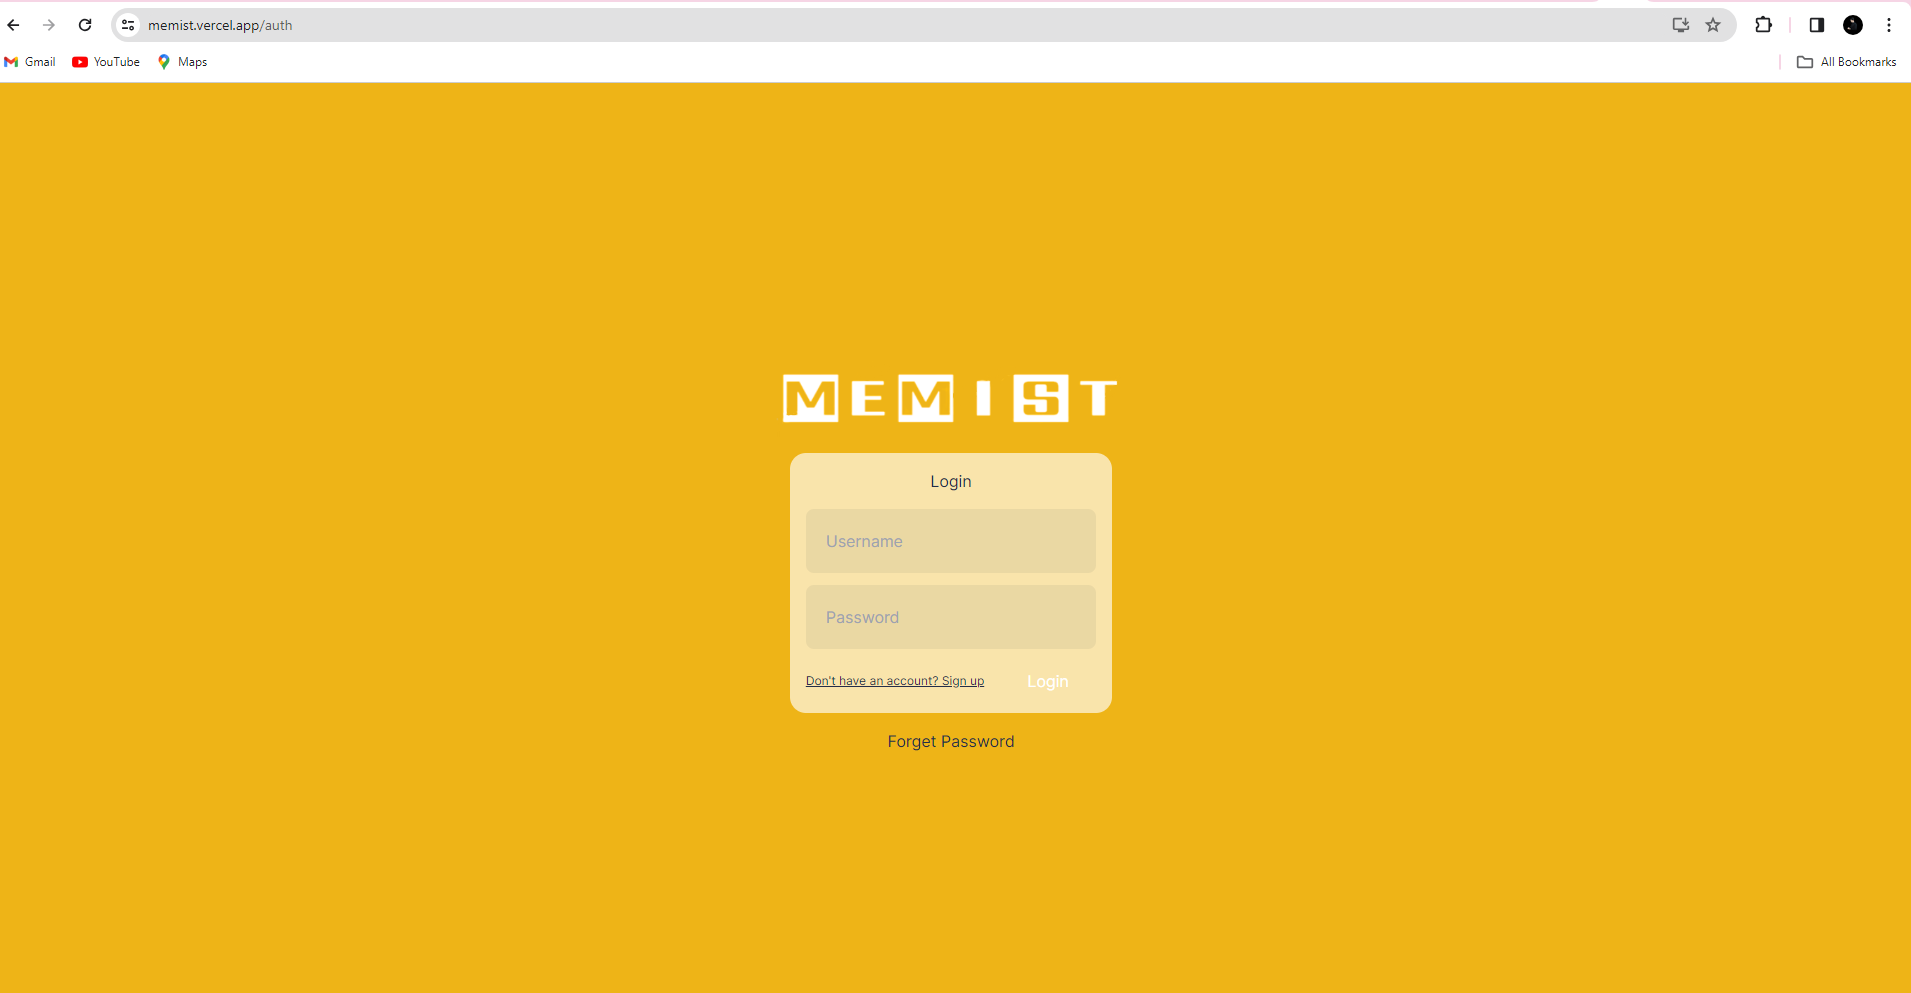 memist.vercel.app/auth
Gmail YouTube Maps All Bookmarks
MEMIST
Login
Username
Password
Don't have an account? Sign up Login
Forget Password